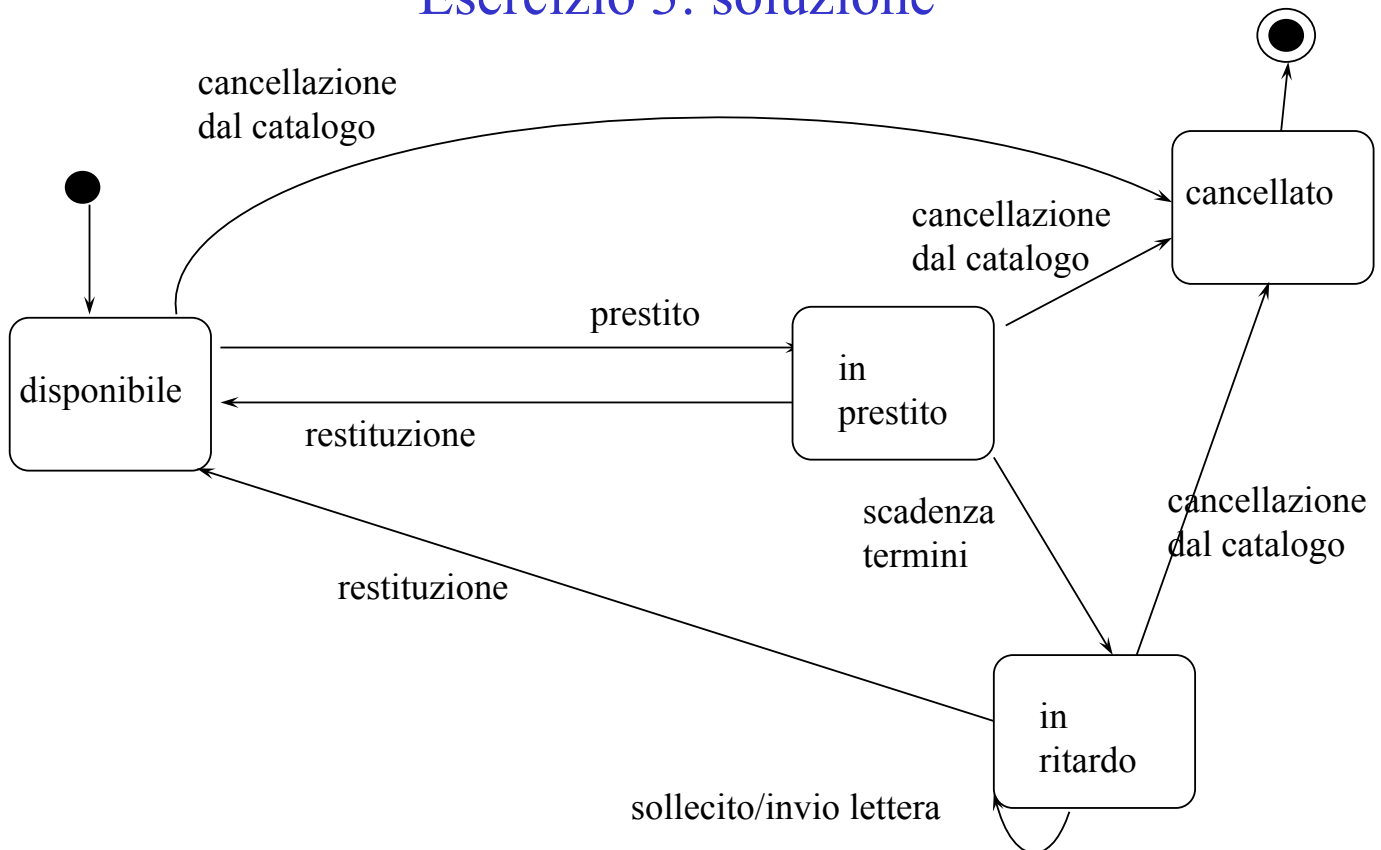 Esercizio 3: soluzione
cancellazione
dal catalogo
cancellato
cancellazione
dal catalogo
prestito
in
prestito
disponibile
restituzione
scadenza
termini
cancellazione
dal catalogo
restituzione
in
ritardo
sollecito/invio lettera